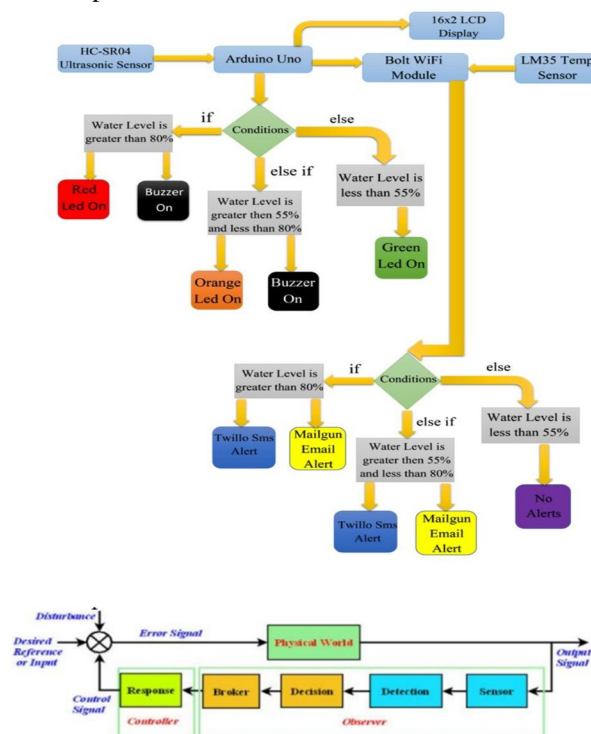 16x2 LCD
Display
HC-SR04
Ultrasonic Sensor
Arduino Uno
Bolt WiFi
Module
LM35 Temp
Sensor
if
Conditions
else
Water Level is
greater than 80%
else if
Water Level is
less than 55%
Red
Led On
Buzzer
On
Water Level is
greater then 55%
and less than 80%
Green
Led On
Orange
Led On
Buzzer
On
if
Conditions
else
Water Level is
greater than 80%
else if
Water Level is
less than 55%
Twillo Sms
Alert
Mailgun
Email
Alert
Water Level is
greater then 55%
and less than 80%
No
Alerts
Twillo Sms
Alert
Mailgun
Email
Alert
Disturbance
Desired
Reference
or Input
Error Signal
Physical World
Output
Signal
Control
Signal
Response
Broker
Decision
Detection
Sensor
Controller
Observer